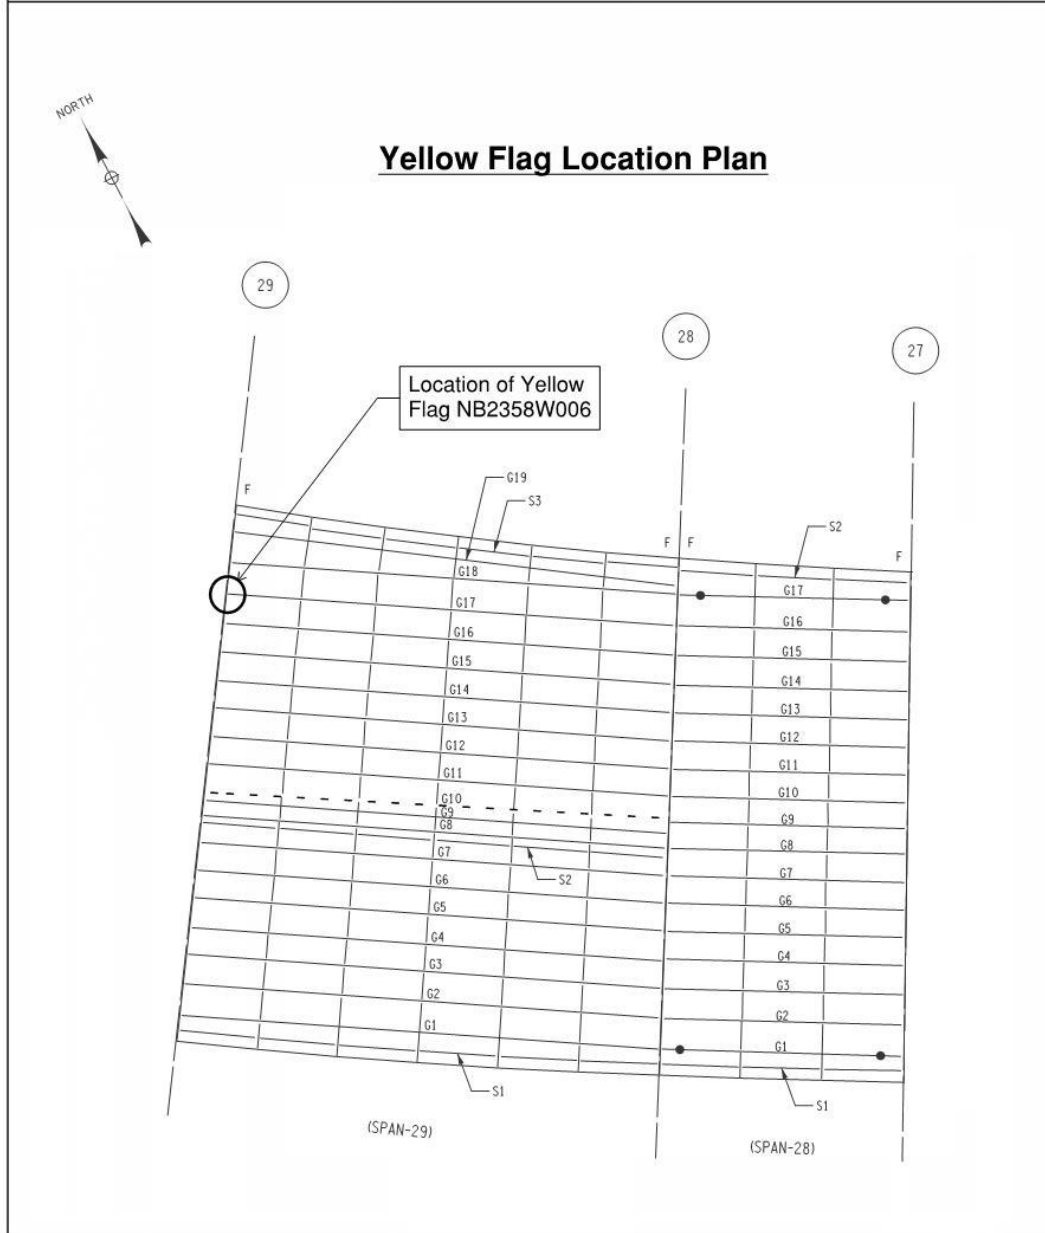 NORTH
Yellow Flag Location Plan
29
28
27
Location of Yellow
Flag NB2358W006
F
G19
S3
F
F
S2
F
G18
G17
G17
G16
G16
G15
G15
G14
G14
G13
G13
G12
G12
G11
G11
G10
G10
G9
G9
G8
G8
G7
G7
S2
G6
G6
G5
G5
G4
G4
G3
G3
G2
G2
G1
G1
S1
S1
(SPAN-29)
(SPAN-28)